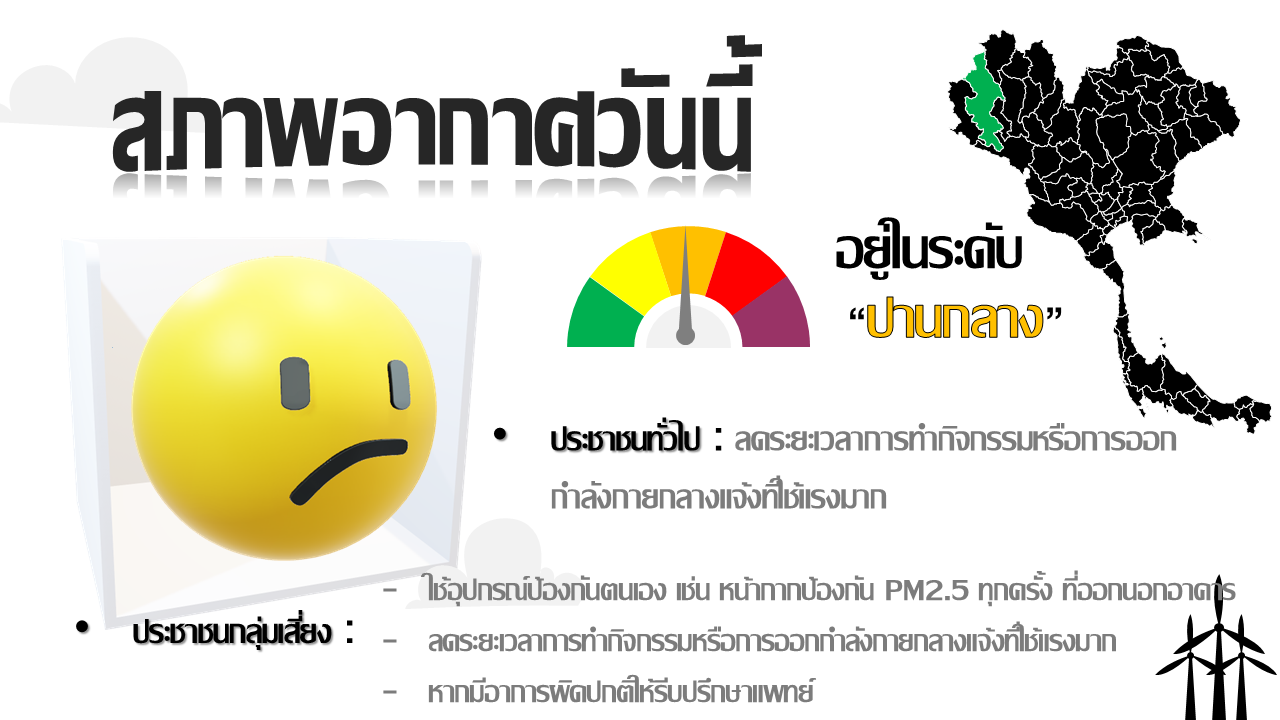 สภาพอากาศวันนี้
อยู่ในระดับ
“ปานกลาง”
• ประชาชนทั่วไป : ลดระยะเวลาการทำกิจกรรมหรือการออก
กำลังกายกลางแจ้งที่ใช้แรงมาก
• ประชาชนกลุ่มเสี่ยง :
- ใช้อุปกรณ์ป้องกันตนเอง เช่น หน้ากากป้องกัน PM2.5 ทุกครั้ง ที่ออกนอกอาคาร
- ลดระยะเวลาการทำกิจกรรมหรือการออกกำลังกายกลางแจ้งที่ใช้แรงมาก
- หากมีอาการผิดปกติให้รีบปรึกษาแพทย์